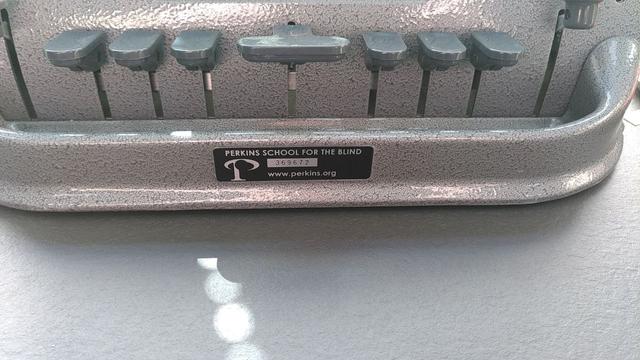 PERKINS SCHOOL FOR THE BLIND
369672
www.perkins.org